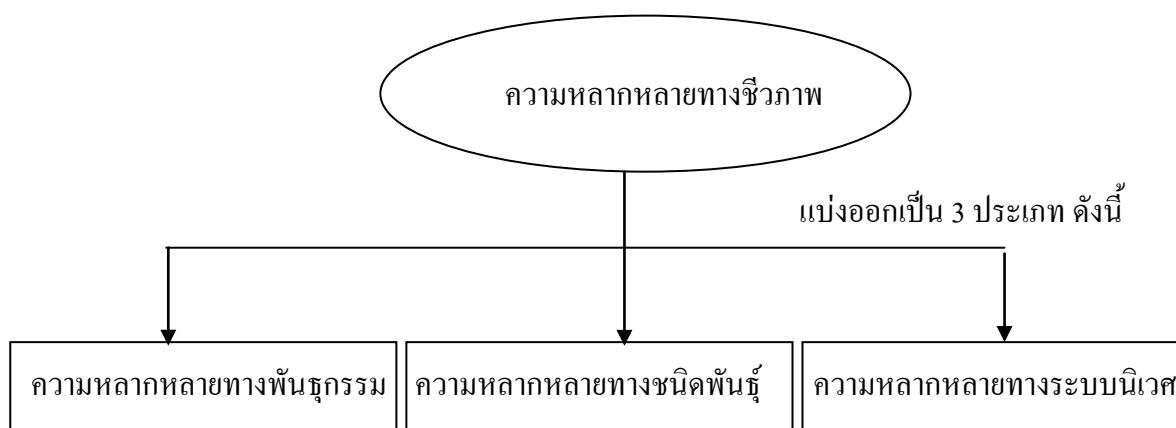 ความหลากหลายทางชีวภาพ
แบ่งออกเป็น 3 ประเภท ดังนี้
ความหลากหลายทางพันธุกรรม
ความหลากหลายทางชนิดพันธุ์
ความหลากหลายทางระบบนิเวศ